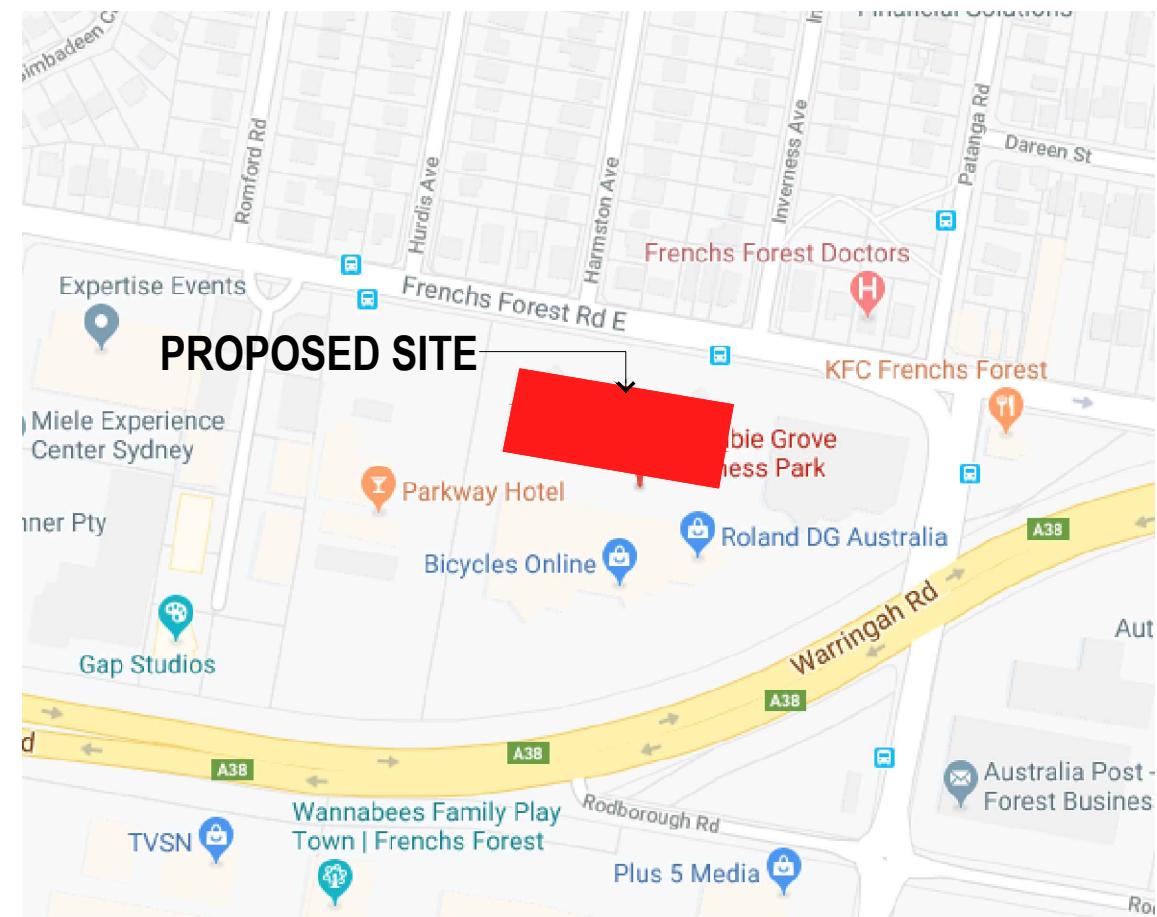 Financial Solutions
Simbadeen
Romford Rd
Hurdis Ave
Harmston Ave
Inverness Ave
Patanga Rd
Dareen St
Frenchs Forest Doctors
H
Expertise Events
Frenchs Forest Rd E
PROPOSED SITE
KFC Frenchs Forest
Miele Experience
Center Sydney
bie Grove
ness Park
Parkway Hotel
nner Pty
Roland DG Australia
A38
Bicycles Online
Warringah Rd
Aut
Gap Studios
A38
d
A38
A38
Australia Post -
Forest Busines
Wannabees Family Play
Town | Frenchs Forest
Rodborough Rd
TVSN
Plus 5 Media